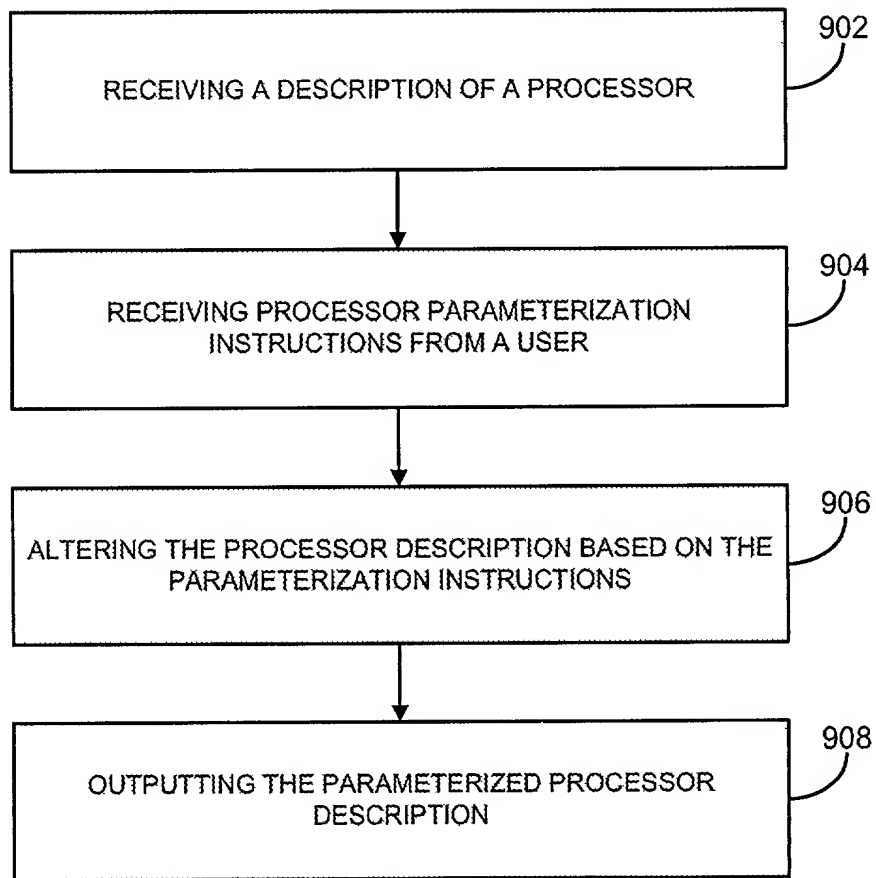 902
RECEIVING A DESCRIPTION OF A PROCESSOR
904
RECEIVING PROCESSOR PARAMETERIZATION
INSTRUCTIONS FROM A USER
906
ALTERING THE PROCESSOR DESCRIPTION BASED ON THE
PARAMETERIZATION INSTRUCTIONS
908
OUTPUTTING THE PARAMETERIZED PROCESSOR
DESCRIPTION